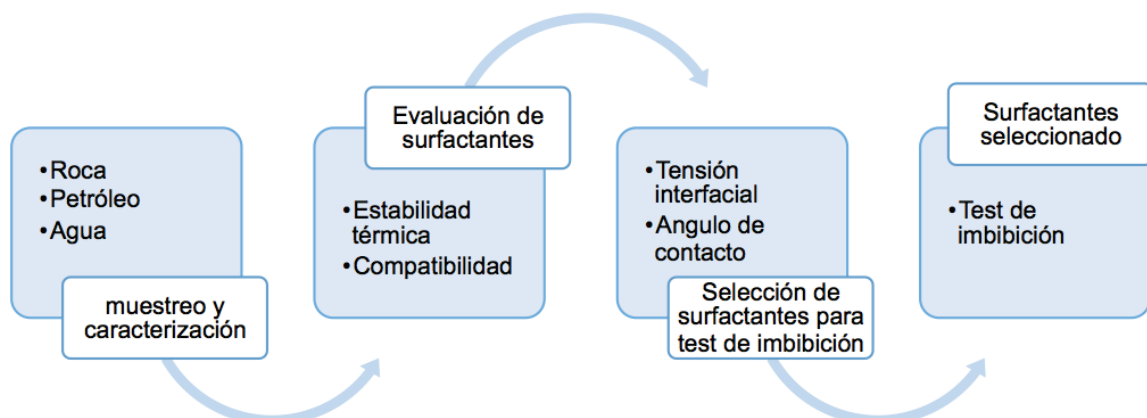 •Roca
•Petróleo
•Agua
muestreo y
caracterización
Evaluación de
surfactantes
•Estabilidad
térmica
•Compatibilidad
•Tensión
interfacial
•Angulo de
contacto
Selección de
surfactantes para
test de imbibición
Surfactantes
seleccionado
•Test de
imbibición